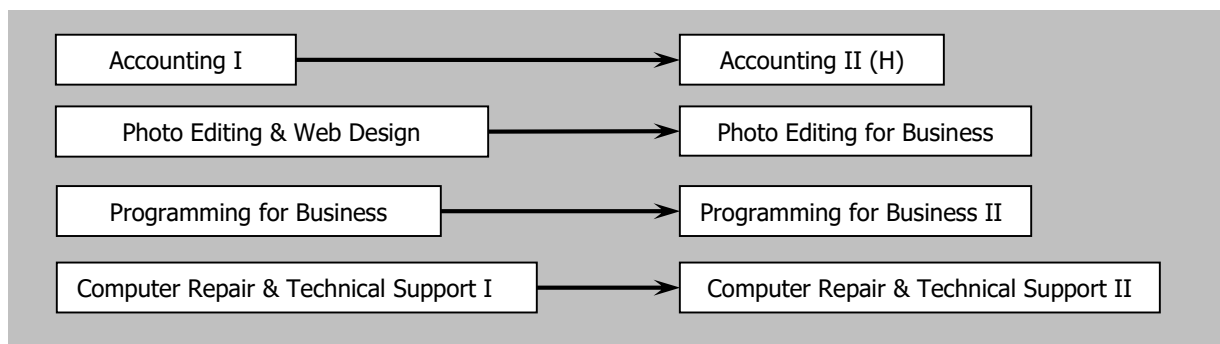 Accounting I
Accounting II (H)
Photo Editing & Web Design
Photo Editing for Business
Programming for Business
Programming for Business II
Computer Repair & Technical Support I
Computer Repair & Technical Support II